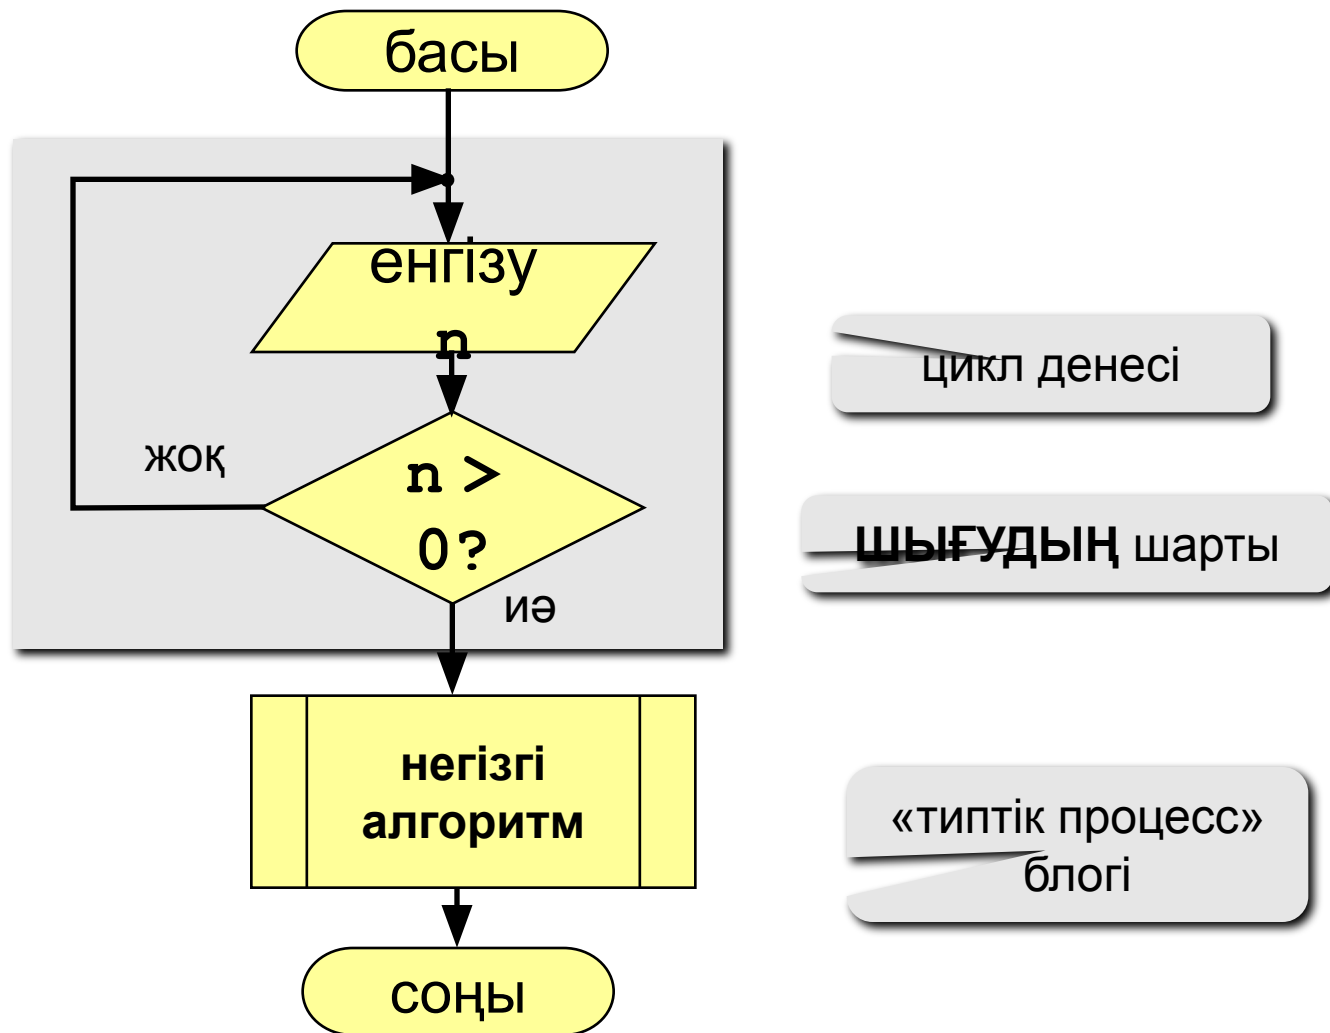 басы
енгізу
n
жоқ
n >
0?
иә
негізгі
алгоритм
соңы
цикл денесі
ШЫҒУДЫҢ шарты
«типтік процесс»
блогі